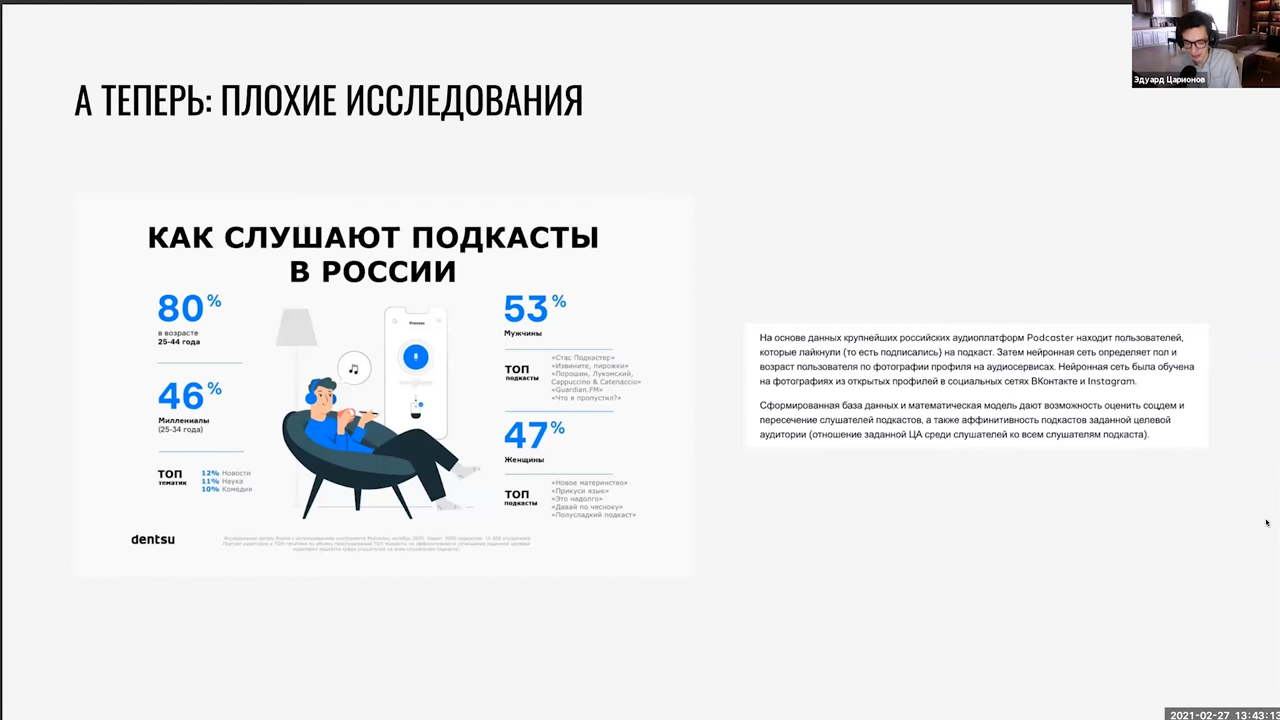 А ТЕПЕРЬ: ПЛОХИЕ ИССЛЕДОВАНИЯ
Эдуард Царионов
КАК СЛУШАЮТ ПОДКАСТЫ
В РОССИИ
80%
в возрасте
25-44 года
46%
Миллениалы
(25-34 года)
ТОП
тематик
12% Новости
11% Наука
10% Комедия
Process
53%
Мужчины
ТОП
подкасты
«Стас Подкастер»
«Извините, пирожки»
«Порошин, Лукомский,
Cappuccino & Catenaccio»
«Guardian.FM»
«Что я пропустил?»
47%
Женщины
ТОП
подкасты
«Новое материнство»
«Прикуси язык»
«Это надолго»
«Давай по чесноку»
«Полусладкий подкаст»
dentsu
На основе данных крупнейших российских аудиоплатформ Podcaster находит пользователей,
которые лайкнули (то есть подписались) на подкаст. Затем нейронная сеть определяет пол и
возраст пользователя по фотографии профиля на аудиосервисах. Нейронная сеть была обучена
на фотографиях из открытых профилей в социальных сетях ВКонтакте и Instagram.
Сформированная база данных и математическая модель дают возможность оценить соцдем и
пересечение слушателей подкастов, а также аффинитивность подкастов заданной целевой
аудитории (отношение заданной ЦА среди слушателей ко всем слушателям подкаста).
2021-02-27 13:43:13